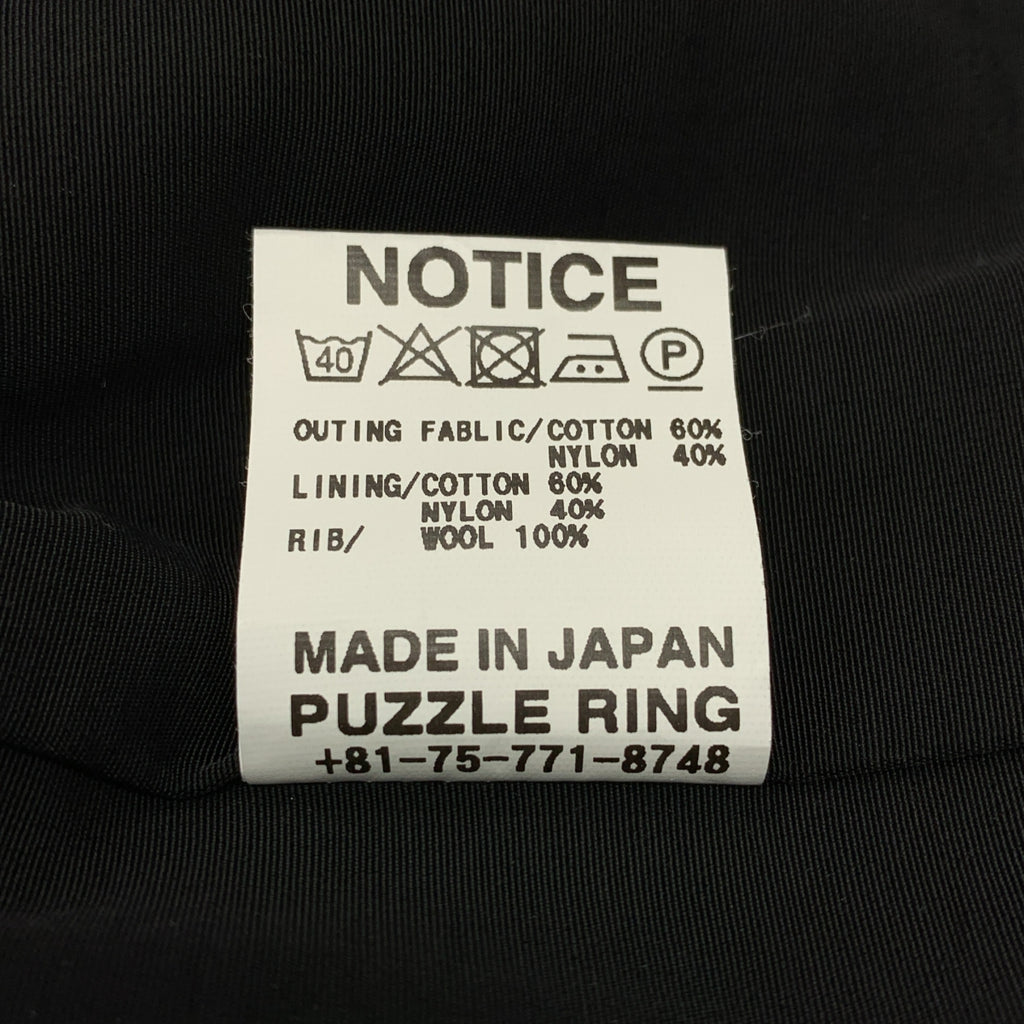 NOTICE
40 P
OUTING FABLIC/COTTON 60%
NYLON 40%
LINING/COTTON 60%
NYLON 40%
RIB/ WOOL 100%
MADE IN JAPAN
PUZZLE RING
+81-75-771-8748